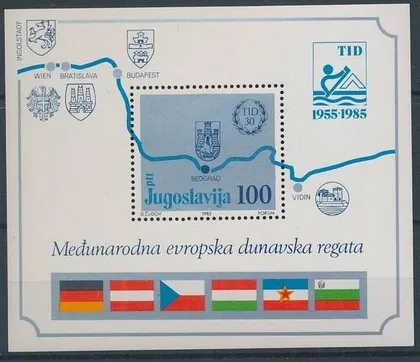 INGOLSTADT
WIEN BRATISLAVA BUDAPEST
TID
1955-1985
TID
30
BEOGRAD
ptt
Jugoslavija 100
1985 FORUM
VIDIN
Međunarodna evropska dunavska regata